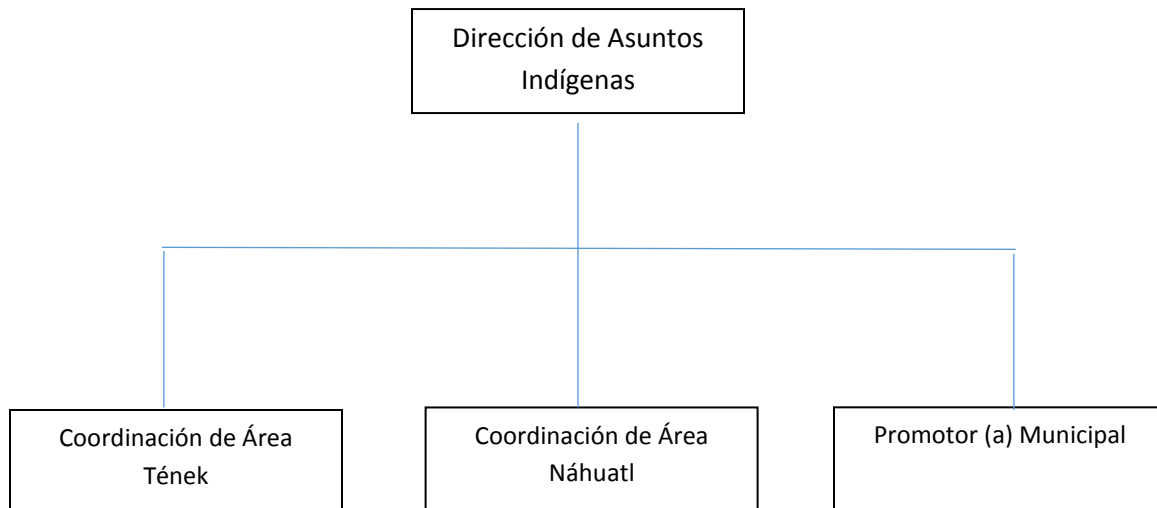 Dirección de Asuntos
Indígenas
Coordinación de Área
Tének
Coordinación de Área
Náhuatl
Promotor (a) Municipal